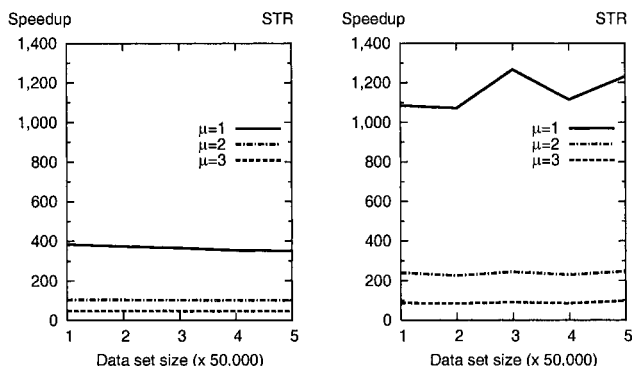 Speedup STR
1,400
1,200
1,000
800
600
400
200
0
μ=1
μ=2
μ=3
1 2 3 4 5
Data set size (x 50,000)
Speedup STR
1,400
1,200
1,000
800
600
400
200
0
μ=1
μ=2
μ=3
1 2 3 4 5
Data set size (x 50,000)